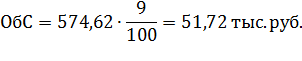 ОбС = 574,62 · 9/100 = 51,72 тыс. руб.